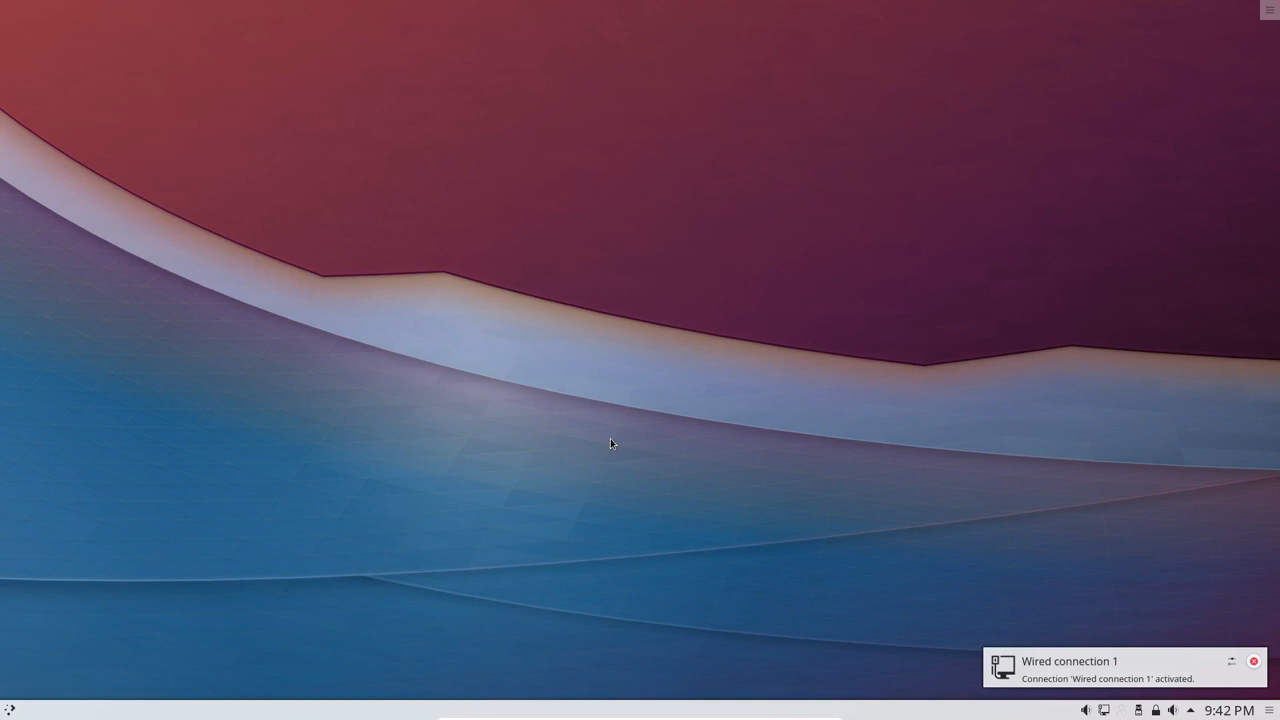 Wired connection 1
Connection 'Wired connection 1' activated.
9:42 PM